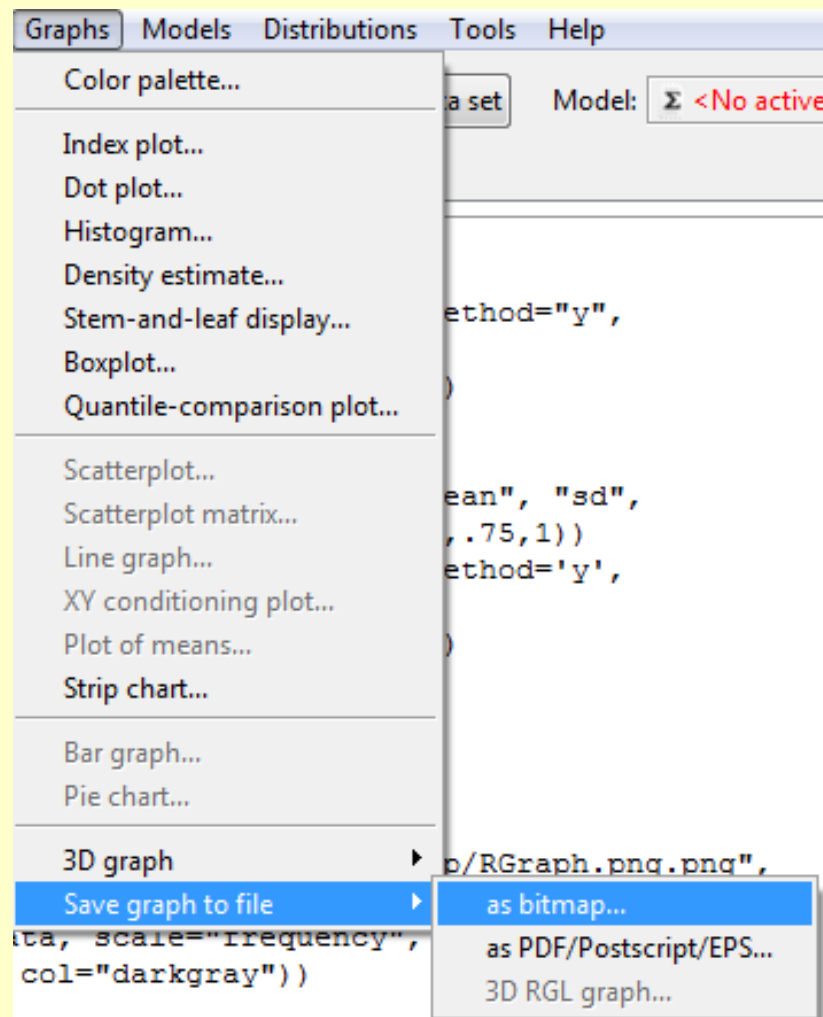 Graphs Models Distributions Tools Help
Color palette...
a set Model: Σ <No active
Index plot...
Dot plot...
Histogram...
Density estimate...
Stem-and-leaf display...
ethod="y",
Boxplot...
)
Quantile-comparison plot...
Scatterplot...
ean", "sd",
Scatterplot matrix...
,.75,1))
Line graph...
ethod='y',
XY conditioning plot...
Plot of means...
)
Strip chart...
Bar graph...
Pie chart...
3D graph
p/RGraph.png.png",
Save graph to file
as bitmap...
ata, scale="frequency",
as PDF/Postscript/EPS...
col="darkgray"))
3D RGL graph...